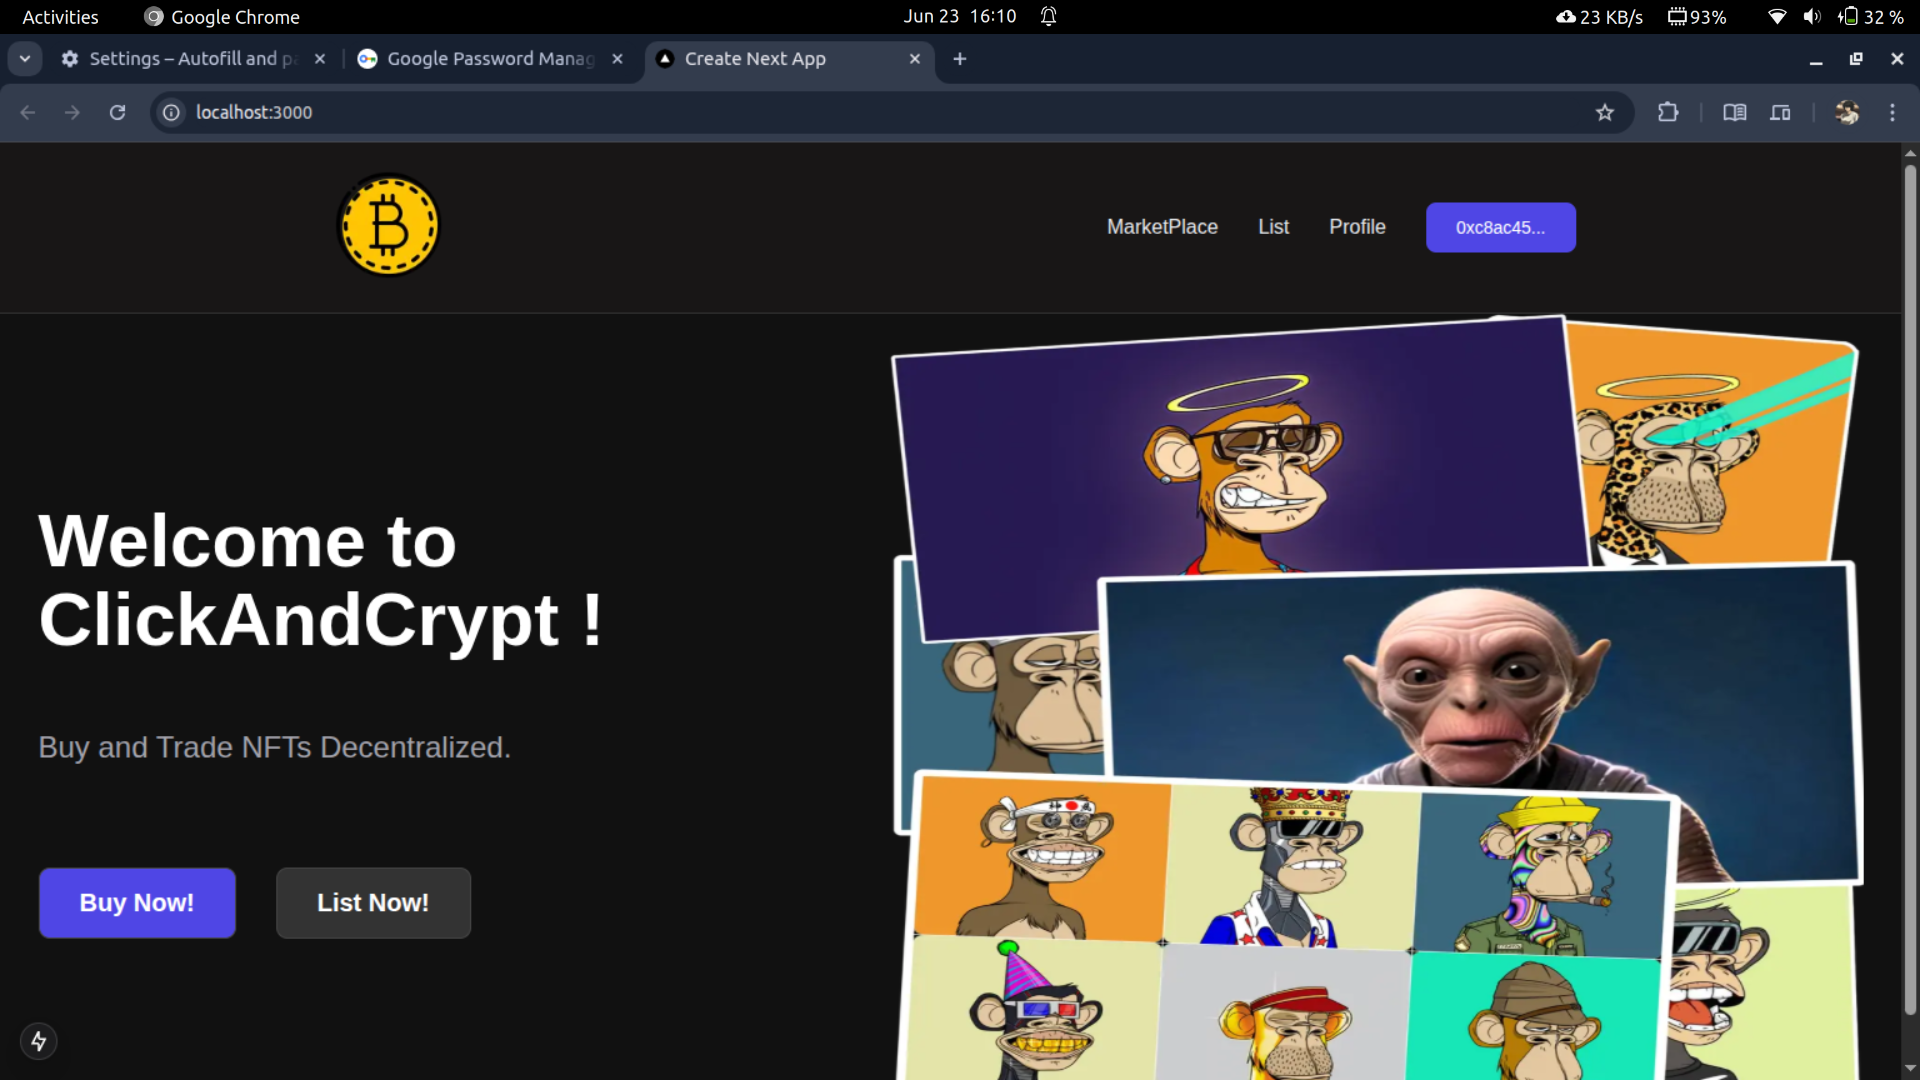 Activities
Google Chrome
Jun 23 16:10
23 KB/s
93%
32 %
Settings – Autofill and pa
Google Password Manag
Create Next App
localhost:3000
MarketPlace
List
Profile
0xc8ac45...
Welcome to
ClickAndCrypt !
Buy and Trade NFTs Decentralized.
Buy Now!
List Now!